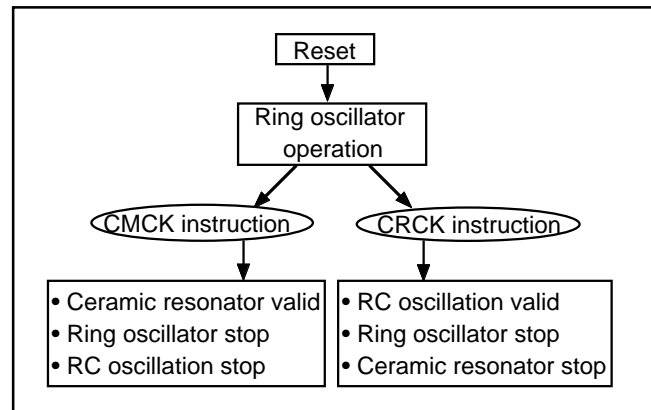 Reset
Ring oscillator
operation
CMCK instruction
CRCK instruction
• Ceramic resonator valid
• Ring oscillator stop
• RC oscillation stop
• RC oscillation valid
• Ring oscillator stop
• Ceramic resonator stop